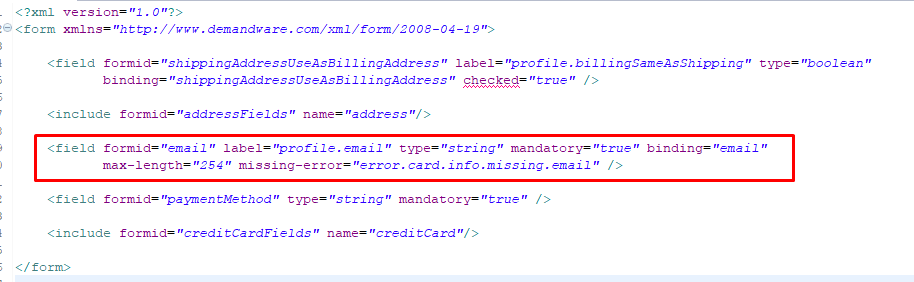 <?xml version="1.0"?>
<form xmlns="http://www.demandware.com/xml/form/2008-04-19">
<field formid="shippingAddressUseAsBillingAddress" label="profile.billingSameAsShipping" type="boolean"
binding="shippingAddressUseAsBillingAddress" checked="true" />
<include formid="addressFields" name="address"/>
<field formid="email" label="profile.email" type="string" mandatory="true" binding="email"
max-length="254" missing-error="error.card.info.missing.email" />
<field formid="paymentMethod" type="string" mandatory="true" />
<include formid="creditCardFields" name="creditCard"/>
</form>